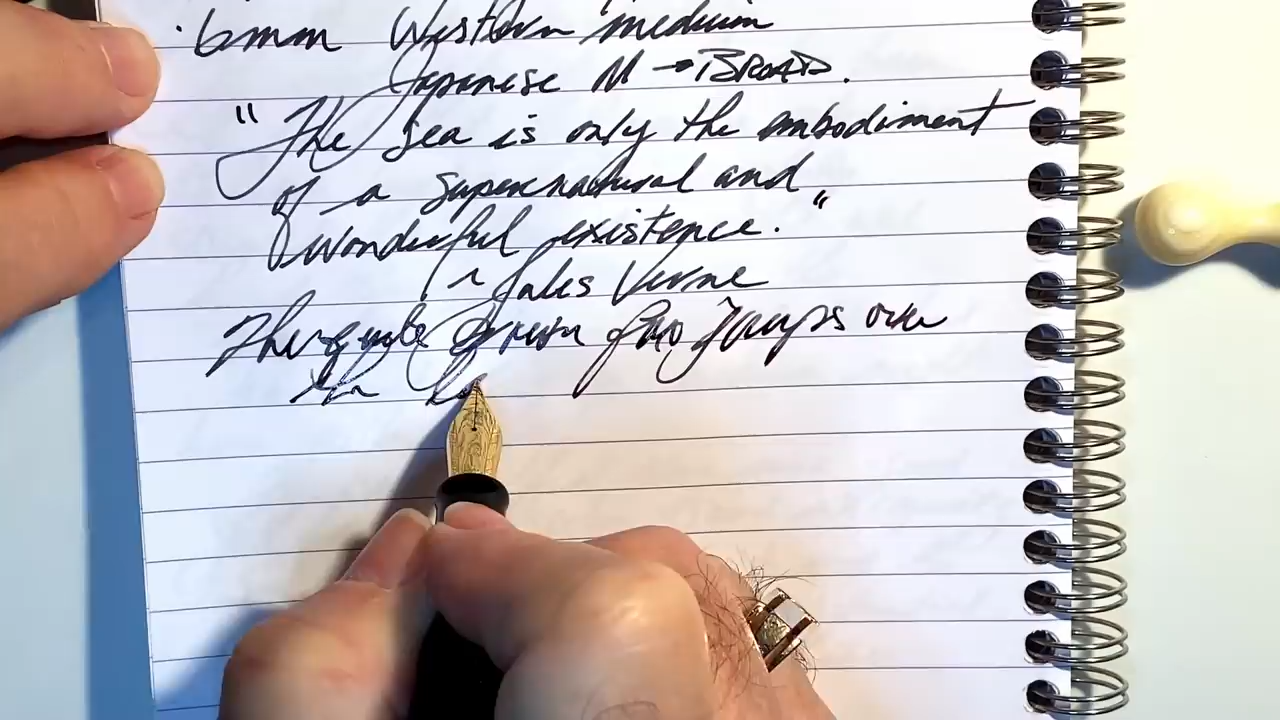 .6mm Western medium
Japanese M → BROAD.
"The sea is only the embodiment
of a supernatural and
wonderful existence."
~ Jules Verne
The quick brown fox jumps over
the